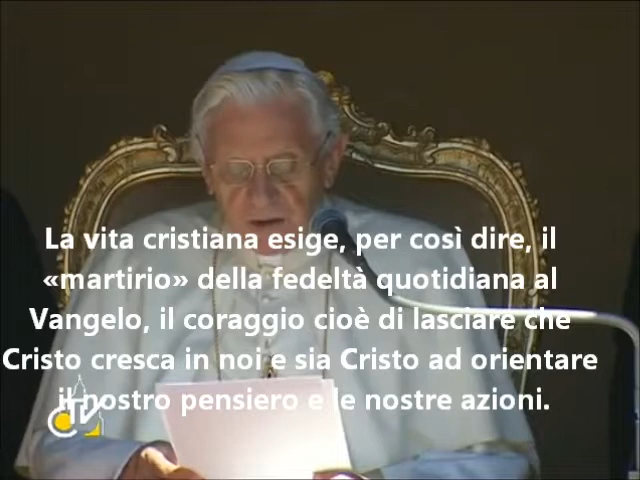 La vita cristiana esige, per così dire, il
«martirio» della fedeltà quotidiana al
Vangelo, il coraggio cioè di lasciare che
Cristo cresca in noi e sia Cristo ad orientare
il nostro pensiero e le nostre azioni.
CTV